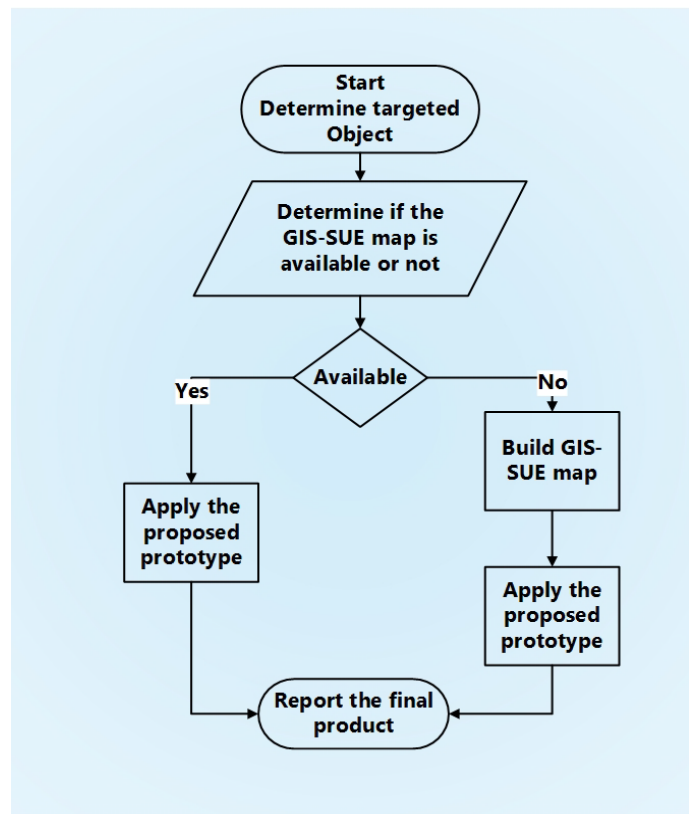 Start
Determine targeted
Object
Determine if the
GIS-SUE map is
available or not
Available
Yes
No
Build GIS-
SUE map
Apply the
proposed
prototype
Apply the
proposed
prototype
Report the final
product